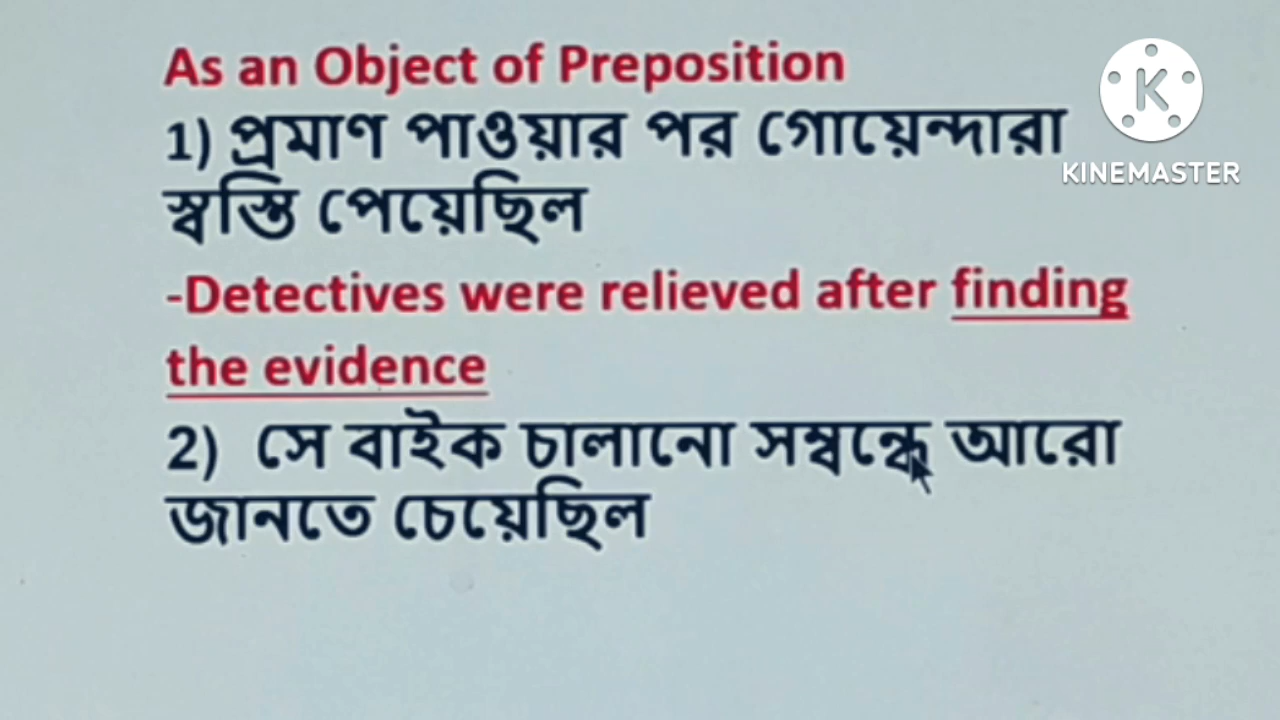 As an Object of Preposition
1) প্রমাণ পাওয়ার পর গোয়েন্দারা
স্বস্তি পেয়েছিল
-Detectives were relieved after finding
the evidence
2) সে বাইক চালানো সম্বন্ধে আরো
জানতে চেয়েছিল
K
KINEMASTER